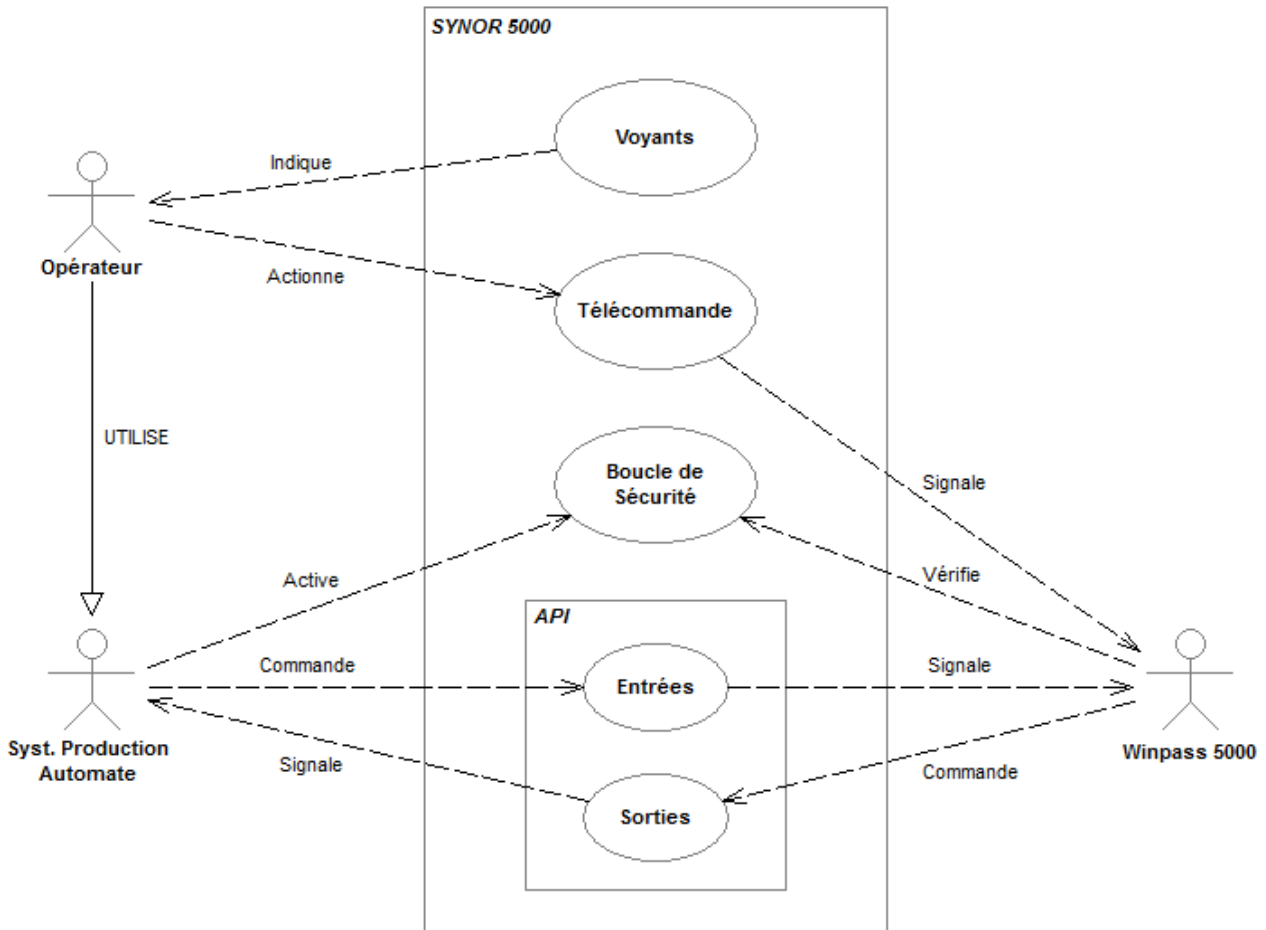 SYNOR 5000
Voyants
Indique
Opérateur
Actionne
Télécommande
UTILISE
Boucle de
Sécurité
Signale
Active
Vérifie
API
Commande
Entrées
Signale
Syst. Production
Automate
Signale
Sorties
Commande
Winpass 5000